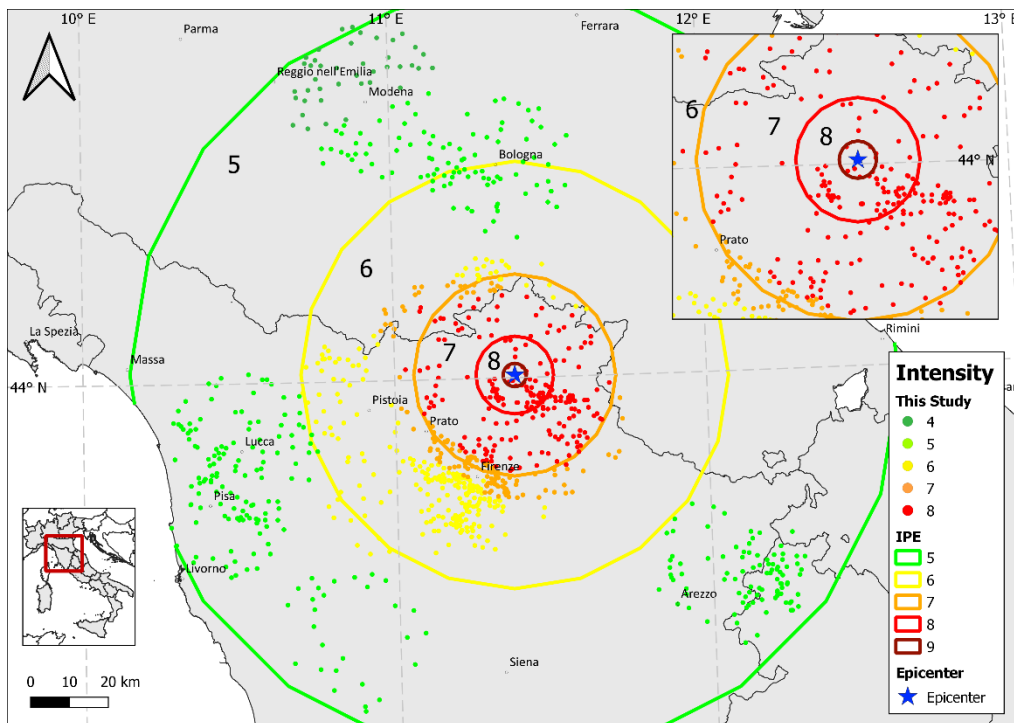 10° E
11° E
12° E
13° E
Parma
Ferrara
Reggio nell'Emilia
Modena
Bologna
5
6
7
8
44° N
Prato
6
La Spezia
Massa
44° N
7
8
Pistoia
Prato
Firenze
Lucca
Pisa
Livorno
Arezzo
Siena
Rimini
Intensity
This Study
4
5
6
7
8
IPE
5
6
7
8
9
Epicenter
Epicenter
0 10 20 km